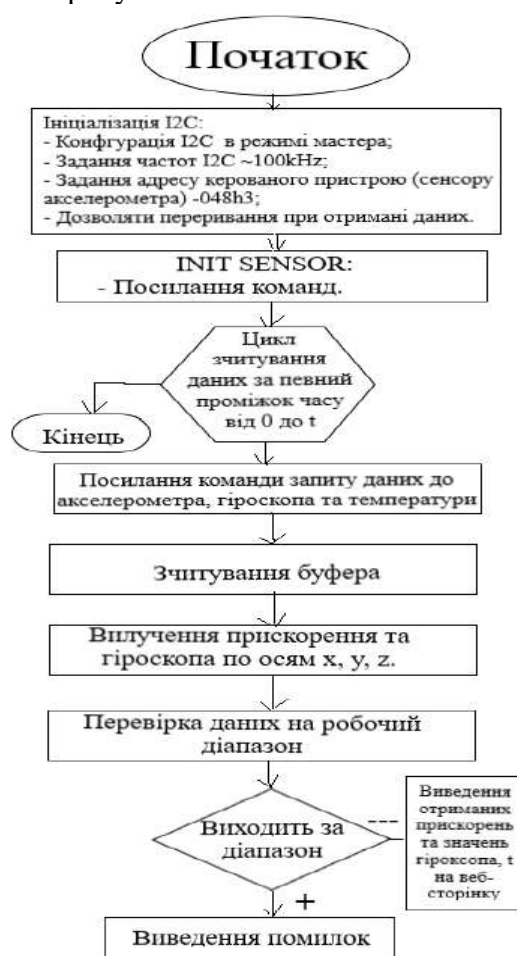 Початок
Ініціалізація I2C:
- Конфгурація I2C в режимі мастера;
- Задання частот I2C ~100kHz;
- Задання адресу керованого пристрою (сенсору
акселерометра) -048h3;
- Дозволяти переривання при отримані даних.
INIT SENSOR:
- Посилання команд.
Цикл
зчитування
даних за певний
проміжок часу
від 0 до t
Кінець
Посилання команди запиту даних до
акселерометра, гіроскопа та температури
Зчитування буфера
Вилучення прискорення та
гіроскопа по осям x, y, z.
Перевірка даних на робочий
діапазон
Виходить за
діапазон
---
Виведення
отриманих
прискорень
та значень
гіроксопа, t
на веб-
сторінку
+
Виведення помилок